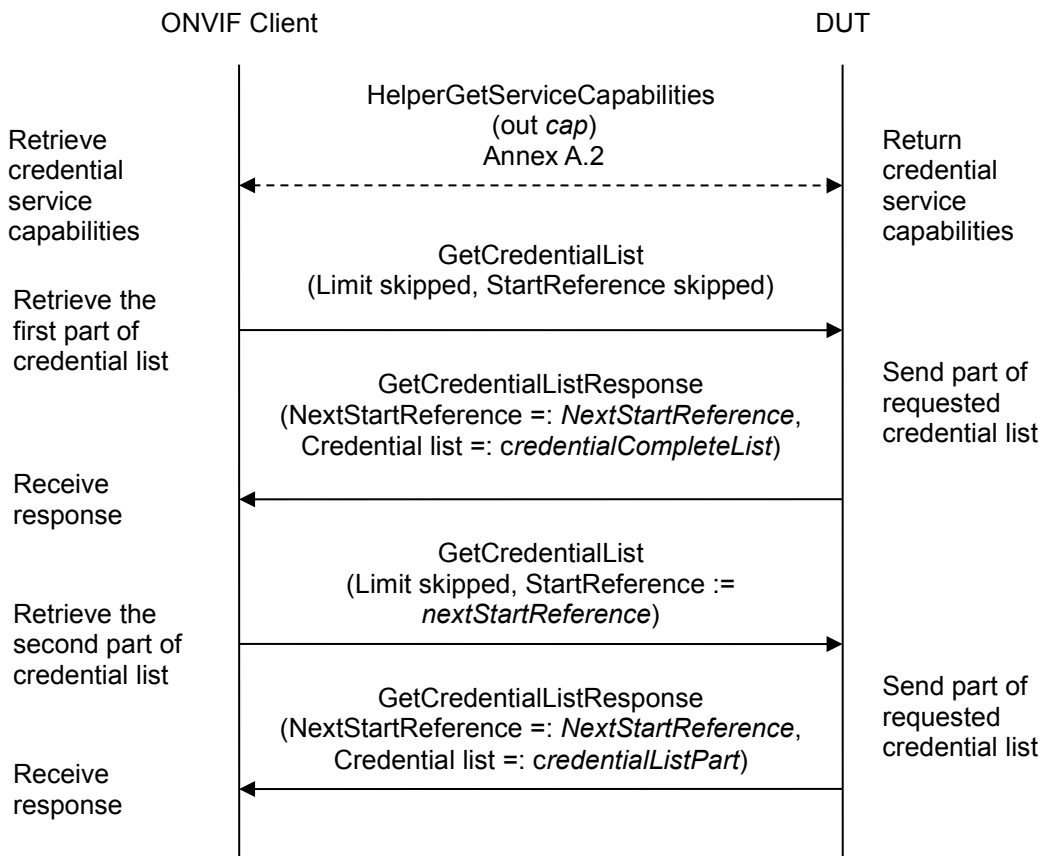 ONVIF Client
DUT
HelperGetServiceCapabilities
(out cap)
Annex A.2
Retrieve
credential
service
capabilities
Return
credential
service
capabilities
GetCredentialList
(Limit skipped, StartReference skipped)
Retrieve the
first part of
credential list
GetCredentialListResponse
(NextStartReference =: NextStartReference,
Credential list =: credentialCompleteList)
Send part of
requested
credential list
Receive
response
GetCredentialList
(Limit skipped, StartReference :=
nextStartReference)
Retrieve the
second part of
credential list
GetCredentialListResponse
(NextStartReference =: NextStartReference,
Credential list =: credentialListPart)
Send part of
requested
credential list
Receive
response